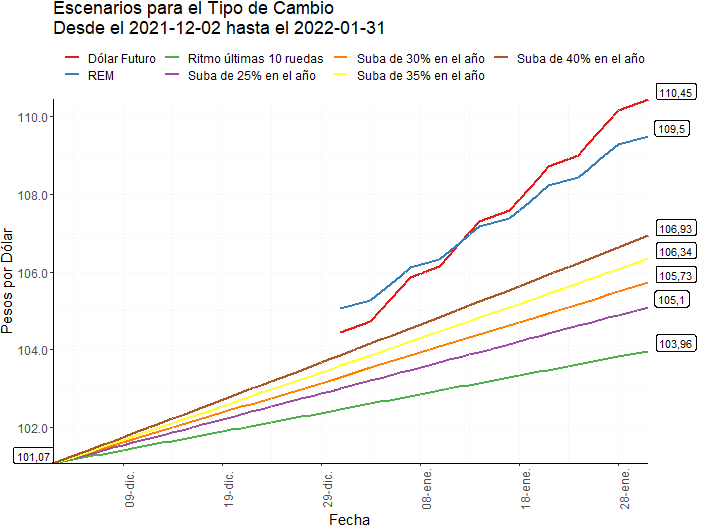 Escenarios para el Tipo de Cambio
Desde el 2021-12-02 hasta el 2022-01-31
Dólar Futuro
Ritmo últimas 10 ruedas
Suba de 30% en el año
Suba de 40% en el año
REM
Suba de 25% en el año
Suba de 35% en el año
110,45
110.0
109,5
108.0
Pesos por Dólar
106,93
106,34
106.0
105,73
105,1
104.0
103,96
102.0
101,07
09-dic.
19-dic.
29-dic.
08-ene.
18-ene.
28-ene.
Fecha